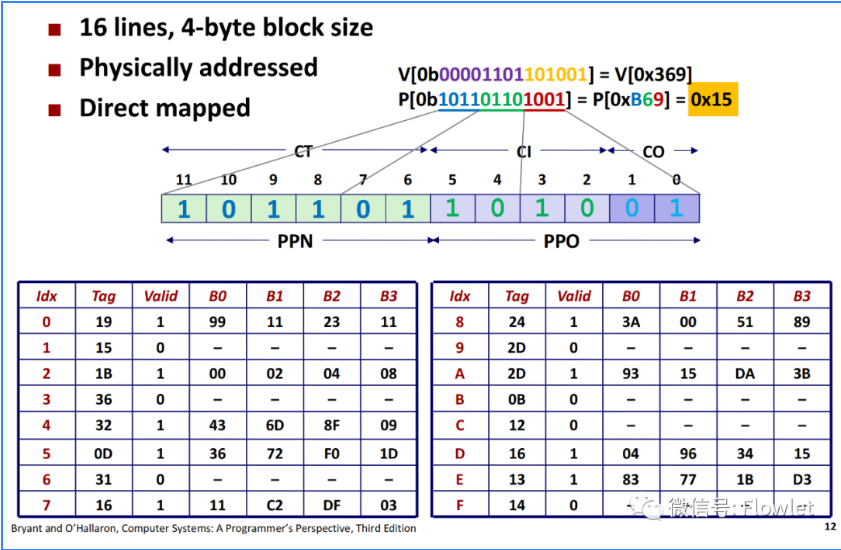 ■ 16 lines, 4-byte block size
■ Physically addressed
■ Direct mapped
V[0b00001101101001] = V[0x369]
P[0b101101101001] = P[0xB69] = 0x15
CT CI CO
11 10 9 8 7 6 5 4 3 2 1 0
1 0 1 1 0 1 1 0 1 0 0 1
PPN PPO
Idx Tag Valid B0 B1 B2 B3
0 19 1 99 11 23 11
1 15 0 – – – –
2 1B 1 00 02 04 08
3 36 0 – – – –
4 32 1 43 6D 8F 09
5 0D 1 36 72 F0 1D
6 31 0 – – – –
7 16 1 11 C2 DF 03
Idx Tag Valid B0 B1 B2 B3
8 24 1 3A 00 51 89
9 2D 0 – – – –
A 2D 1 93 15 DA 3B
B 0B 0 – – – –
C 12 0 – – – –
D 16 1 04 96 34 15
E 13 1 83 77 1B D3
F 14 0 – – – –
微信号: Flowlet
Bryant and O'Hallaron, Computer Systems: A Programmer's Perspective, Third Edition
12